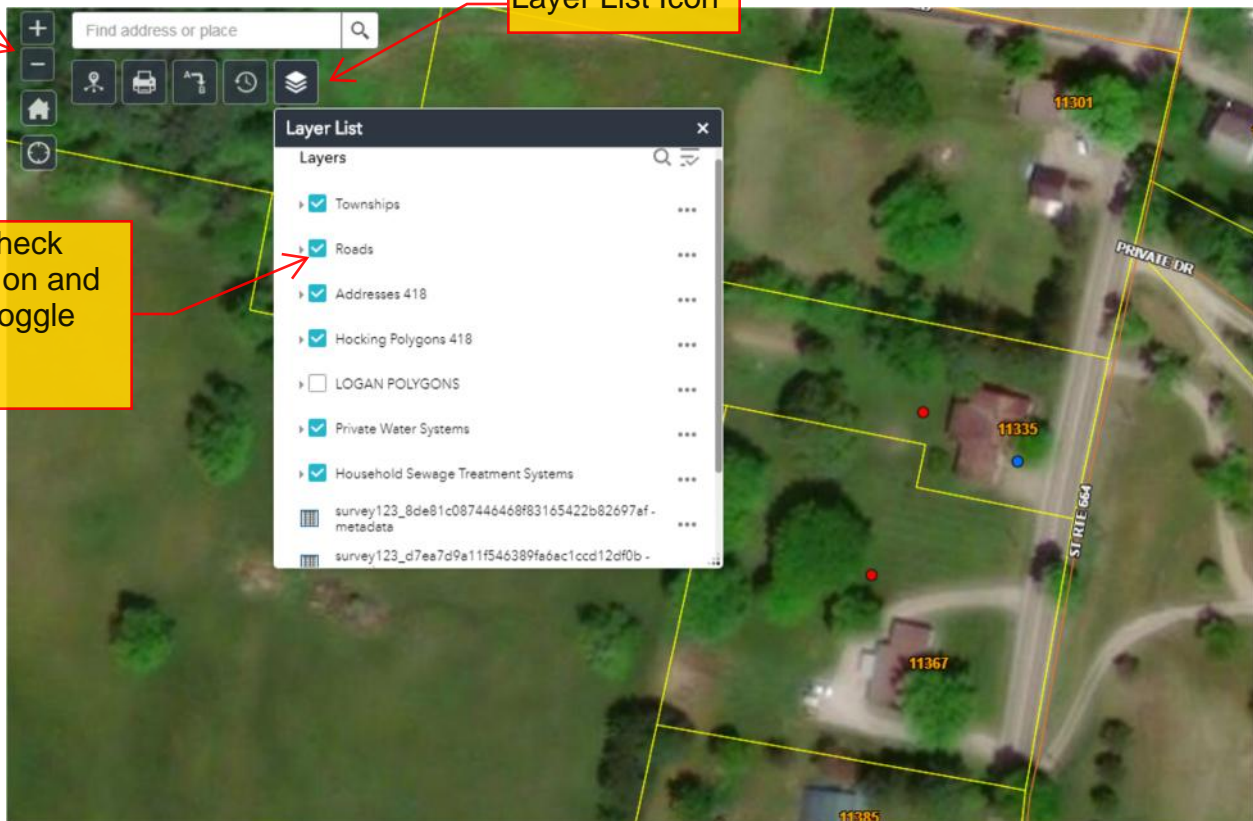 Layer List Icon
+
Find address or place
−
Layer List ×
Layers
Townships
Roads
Addresses 418
Hocking Polygons 418
LOGAN POLYGONS
Private Water Systems
Household Sewage Treatment Systems
survey123_8de81c087446468f83165422b82697af -
metadata
survey123_d7ea7d9a11f546389fa6ac1ccd12df0b -
heck
on and
oggle
11301
PRIVATE DR
11335
ST RTE 664
11367
11385